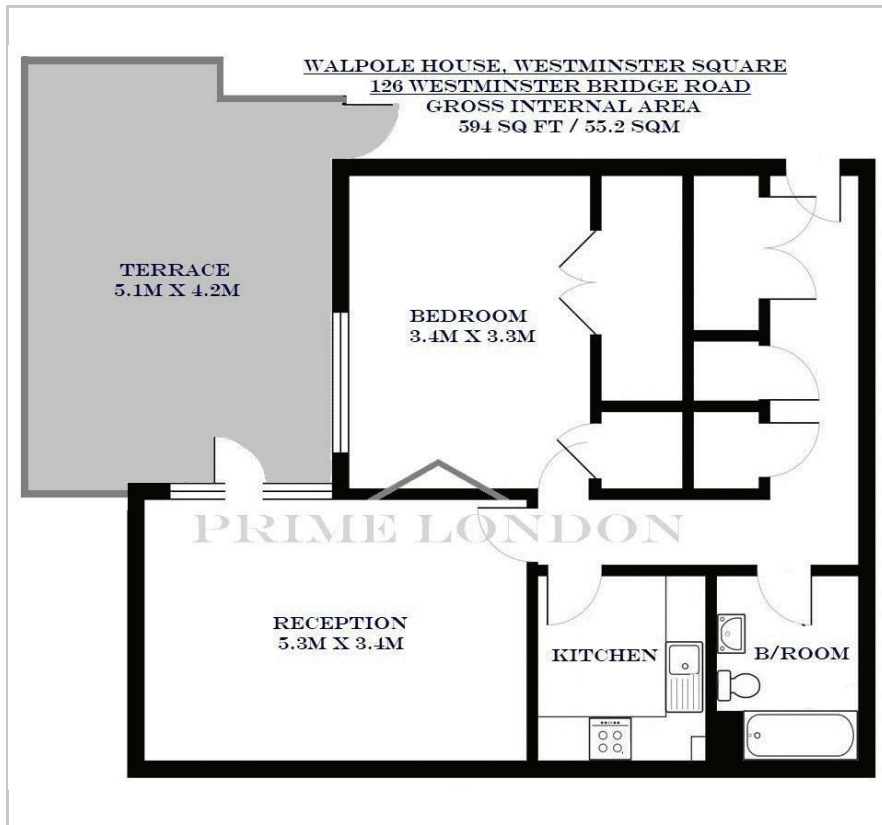 WALPOLE HOUSE, WESTMINSTER SQUARE
126 WESTMINSTER BRIDGE ROAD
GROSS INTERNAL AREA
594 SQ FT / 55.2 SQM
TERRACE
5.1M X 4.2M
BEDROOM
3.4M X 3.3M
PRIME LONDON
RECEPTION
5.3M X 3.4M
KITCHEN
B/ROOM